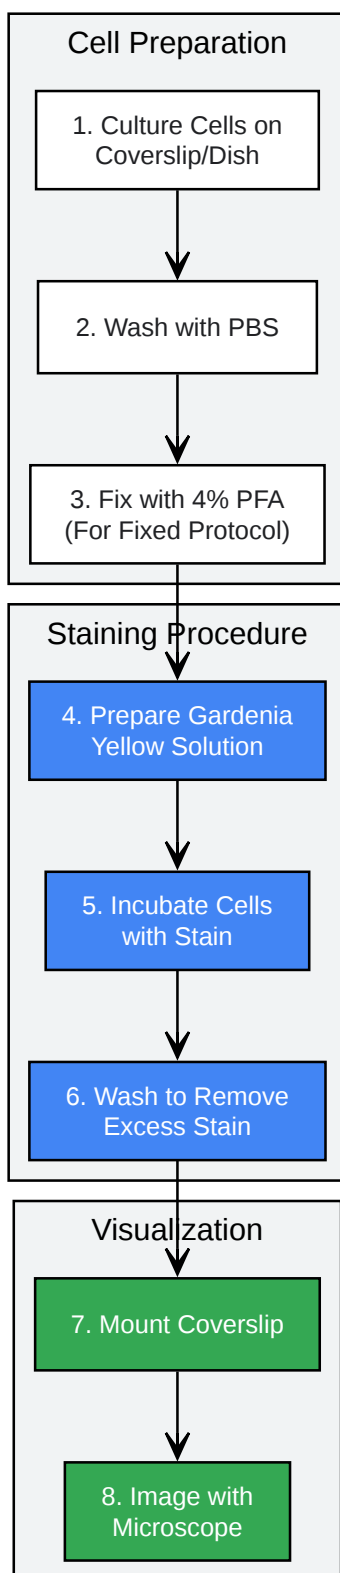 Cell Preparation
1. Culture Cells on
Coverslip/Dish
2. Wash with PBS
3. Fix with 4% PFA
(For Fixed Protocol)
Staining Procedure
4. Prepare Gardenia
Yellow Solution
5. Incubate Cells
with Stain
6. Wash to Remove
Excess Stain
Visualization
7. Mount Coverslip
8. Image with
Microscope